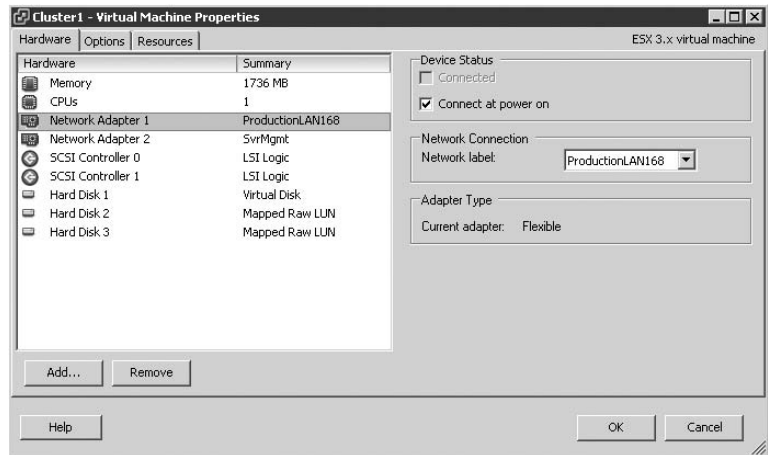 Cluster1 - Virtual Machine Properties
Hardware Options Resources ESX 3.x virtual machine
Hardware Summary
Memory 1736 MB
CPUs 1
Network Adapter 1 ProductionLAN168
Network Adapter 2 SvrMgmt
SCSI Controller 0 LSI Logic
SCSI Controller 1 LSI Logic
Hard Disk 1 Virtual Disk
Hard Disk 2 Mapped Raw LUN
Hard Disk 3 Mapped Raw LUN
Device Status
Connected
Connect at power on
Network Connection
Network label: ProductionLAN168
Adapter Type
Current adapter: Flexible
Add... Remove
Help OK Cancel